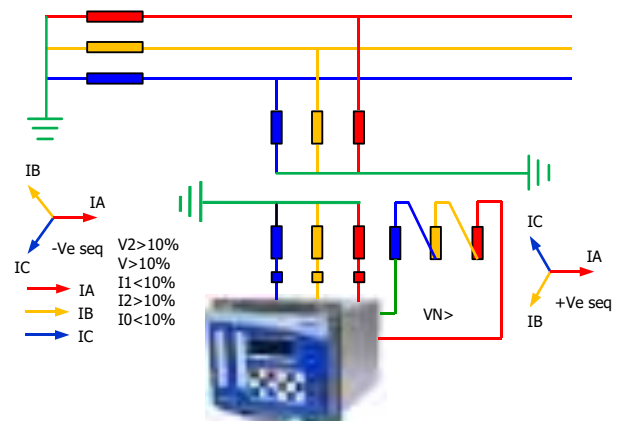 IB
IA
IC
-Ve seq
V2>10%
V>10%
I1<10%
I2>10%
I0<10%
IA
IB
IC
VN>
IC
IA
IB
+Ve seq